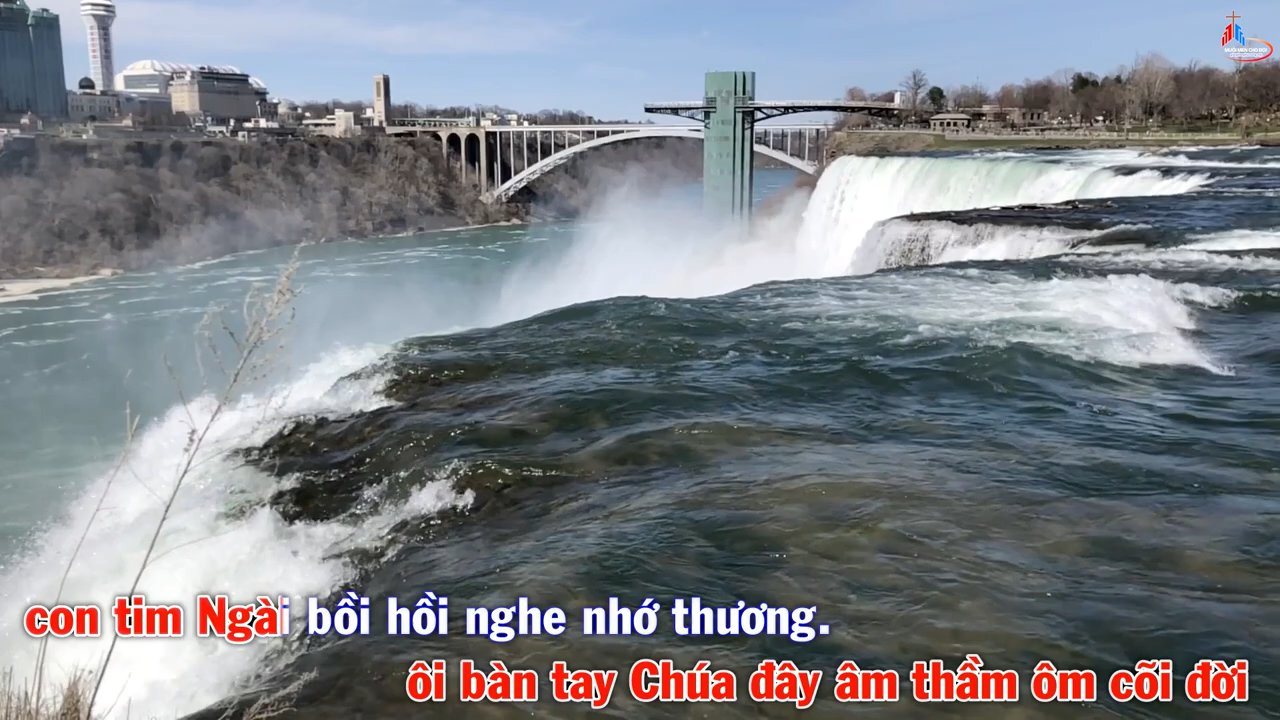 con tim Ngài bồi hồi nghe nhớ thương.
ôi bàn tay Chúa đây âm thầm ôm cõi đời